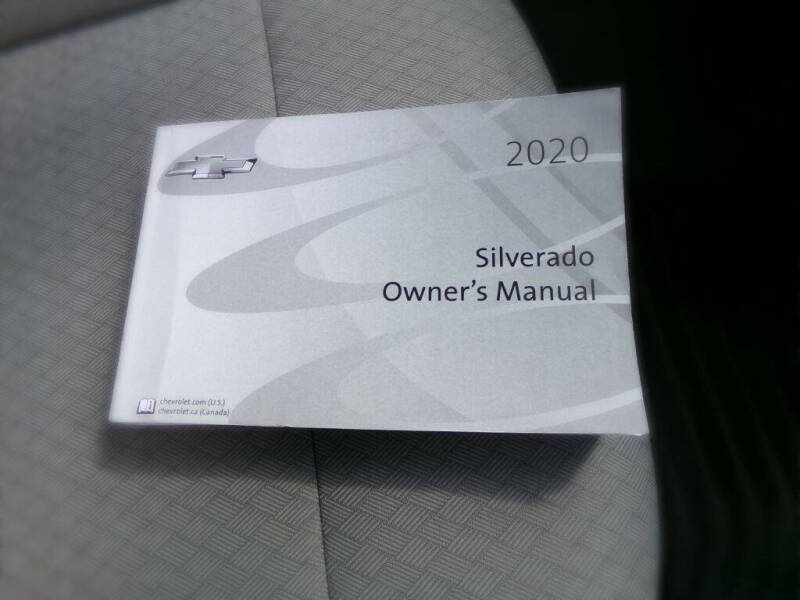 2020
Silverado
Owner's Manual
chevrolet.com (U.S.)
chevrolet.ca (Canada)